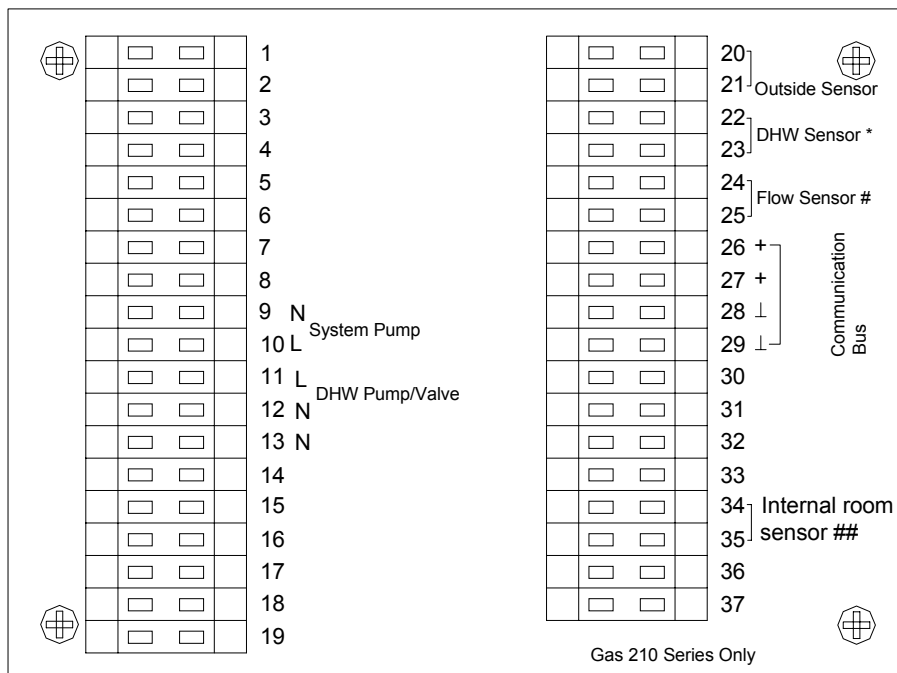 1
2
3
4
5
6
7
8
9 N
System Pump
10 L
11 L
DHW Pump/Valve
12 N
13 N
14
15
16
17
18
19
20
21
Outside Sensor
22
DHW Sensor *
23
24
Flow Sensor #
25
26 +
27 +
28 ⊥
29 ⊥
Communication
Bus
30
31
32
33
34
Internal room
sensor ##
35
36
37
Gas 210 Series Only